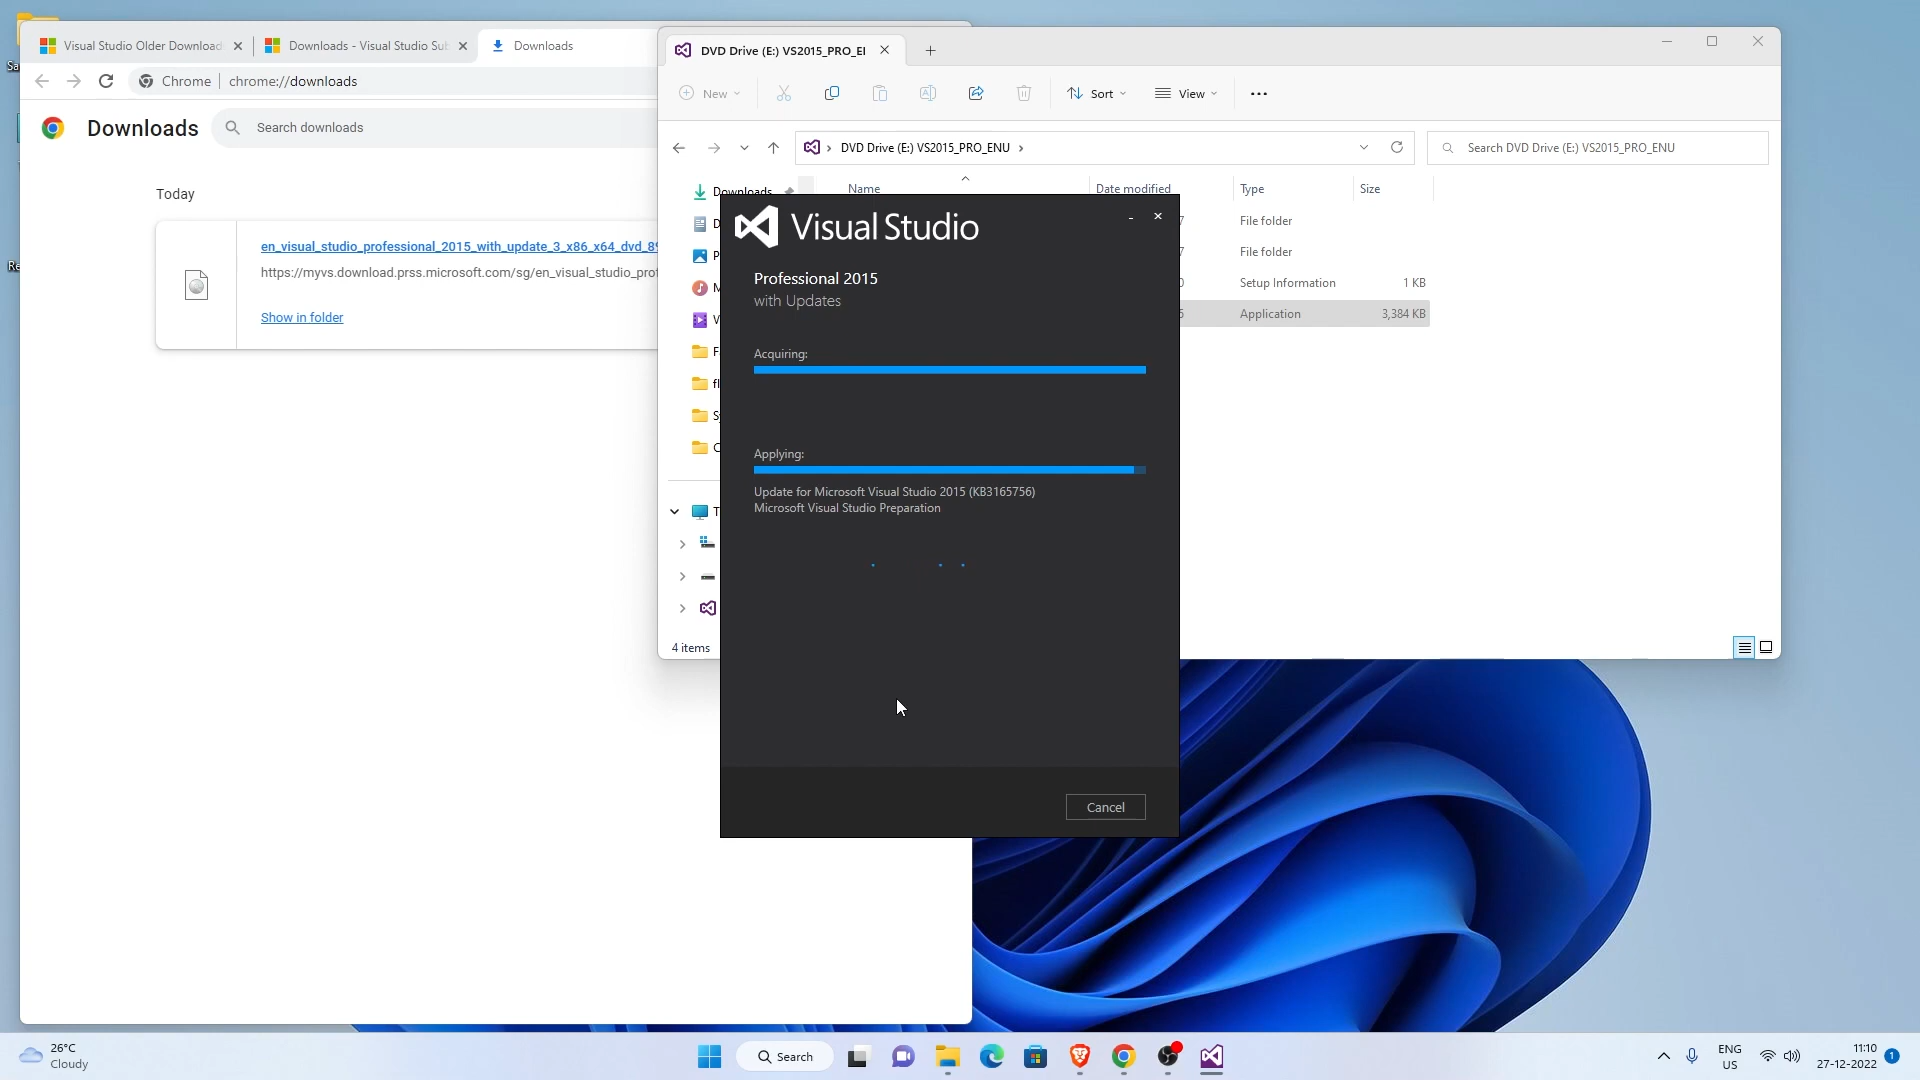 Visual Studio Older Download
Downloads - Visual Studio Sub
Downloads
Chrome
chrome://downloads
Downloads
Search downloads
Today
en_visual_studio_professional_2015_with_update_3_x86_x64_dvd_89
https://myvs.download.prss.microsoft.com/sg/en_visual_studio_prof
Show in folder
DVD Drive (E:) VS2015_PRO_EI
New
Sort
View
DVD Drive (E:) VS2015_PRO_ENU
Search DVD Drive (E:) VS2015_PRO_ENU
Downloads
Name
Date modified
Type
Size
File folder
File folder
Setup Information
1 KB
Application
3,384 KB
4 items
Visual Studio
Professional 2015
with Updates
Acquiring:
Applying:
Update for Microsoft Visual Studio 2015 (KB3165756)
Microsoft Visual Studio Preparation
Cancel
26°C
Cloudy
Search
ENG
US
11:10
27-12-2022
1